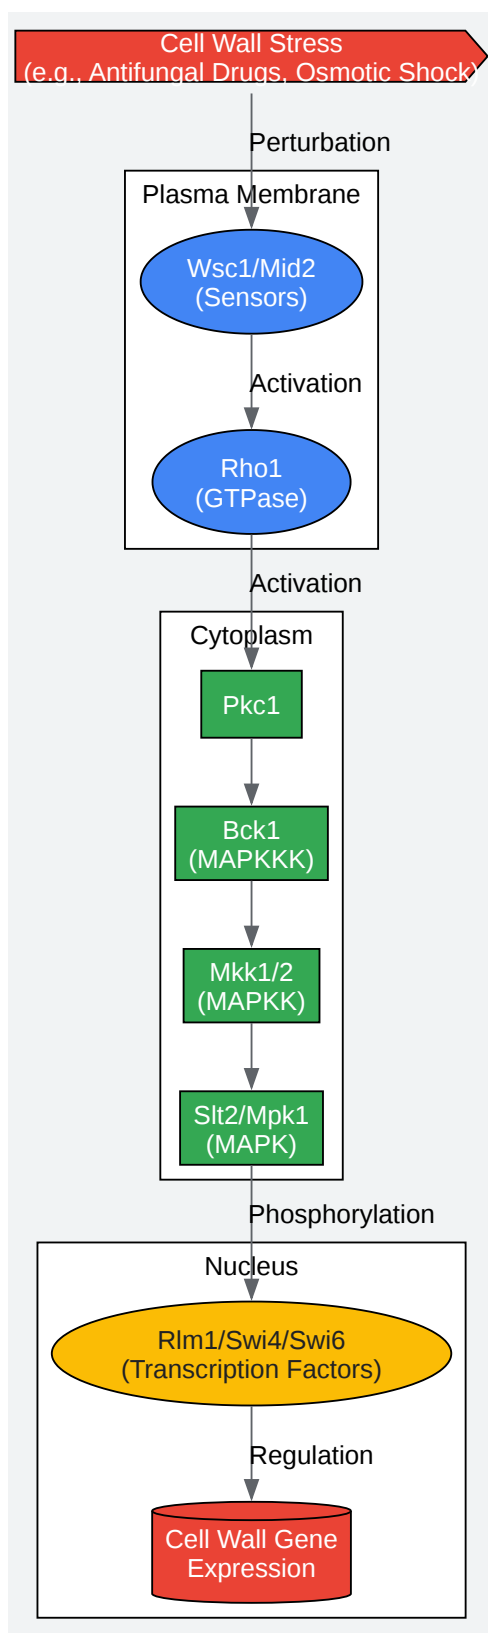 Cell Wall Stress
(e.g., Antifungal Drugs, Osmotic Shock)
Perturbation
Plasma Membrane
Wsc1/Mid2
(Sensors)
Activation
Rho1
(GTPase)
Activation
Cytoplasm
Pkc1
Bck1
(MAPKKK)
Mkk1/2
(MAPKK)
Slt2/Mpk1
(MAPK)
Phosphorylation
Nucleus
Rlm1/Swi4/Swi6
(Transcription Factors)
Regulation
Cell Wall Gene
Expression